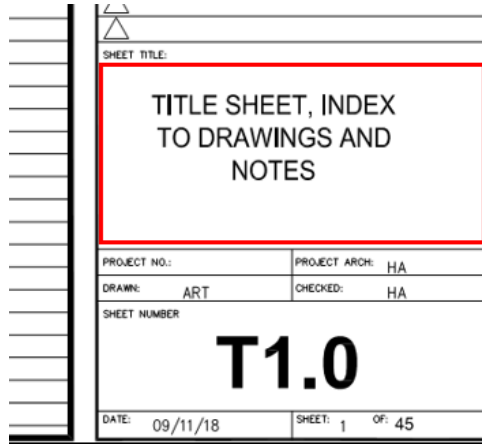 SHEET TITLE:
TITLE SHEET, INDEX
TO DRAWINGS AND
NOTES
PROJECT NO.:
PROJECT ARCH: HA
DRAWN: ART
CHECKED: HA
SHEET NUMBER
T1.0
DATE: 09/11/18
SHEET: 1 OF: 45